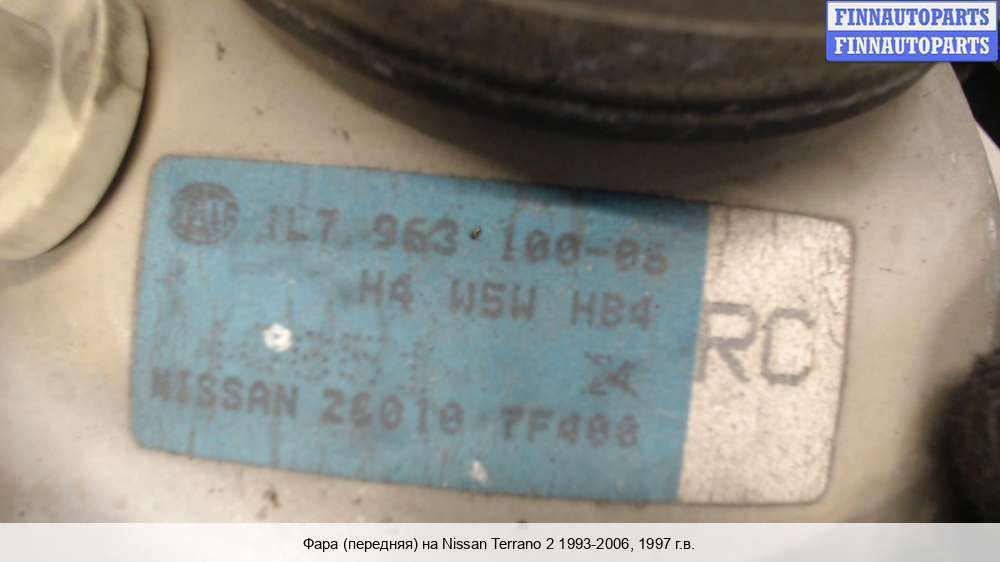 FINNAUTOPARTS
FINNAUTOPARTS
1L7 963 100-06
H4 W5W HB4
RC
NISSAN 26010 7F400
Фара (передняя) на Nissan Terrano 2 1993-2006, 1997 г.в.